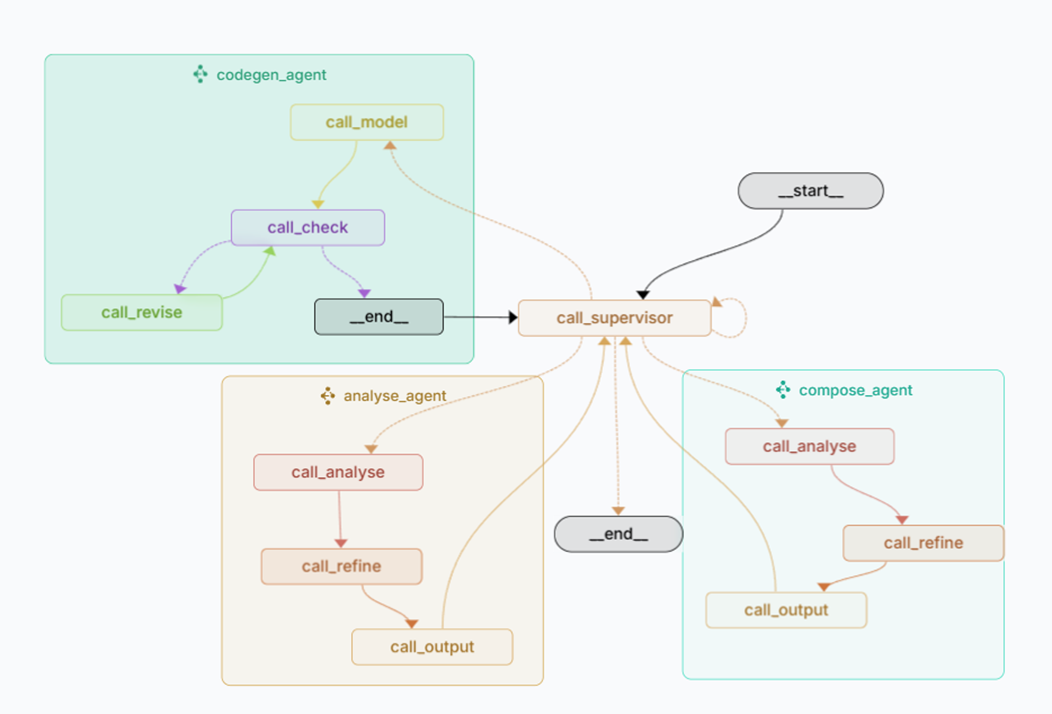 codegen_agent
call_model
call_check
call_revise
__end__
__start__
call_supervisor
analyse_agent
call_analyse
call_refine
call_output
__end__
compose_agent
call_analyse
call_refine
call_output